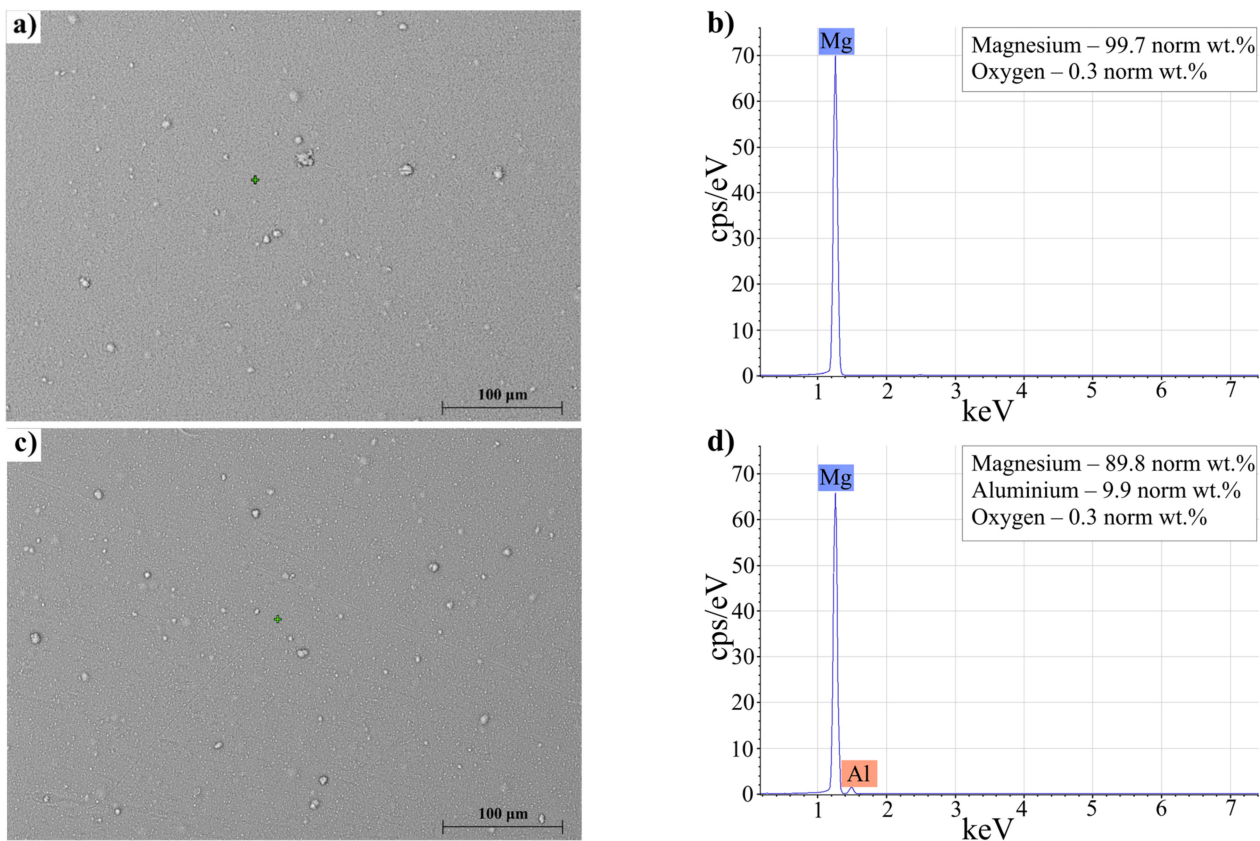 a)
100 µm
b)
Mg
Magnesium – 99.7 norm wt.%
Oxygen – 0.3 norm wt.%
cps/eV
70
60
50
40
30
20
10
0
1 2 3 4 5 6 7
keV
c)
100 µm
d)
Mg
Al
Magnesium – 89.8 norm wt.%
Aluminium – 9.9 norm wt.%
Oxygen – 0.3 norm wt.%
cps/eV
70
60
50
40
30
20
10
0
1 2 3 4 5 6 7
keV